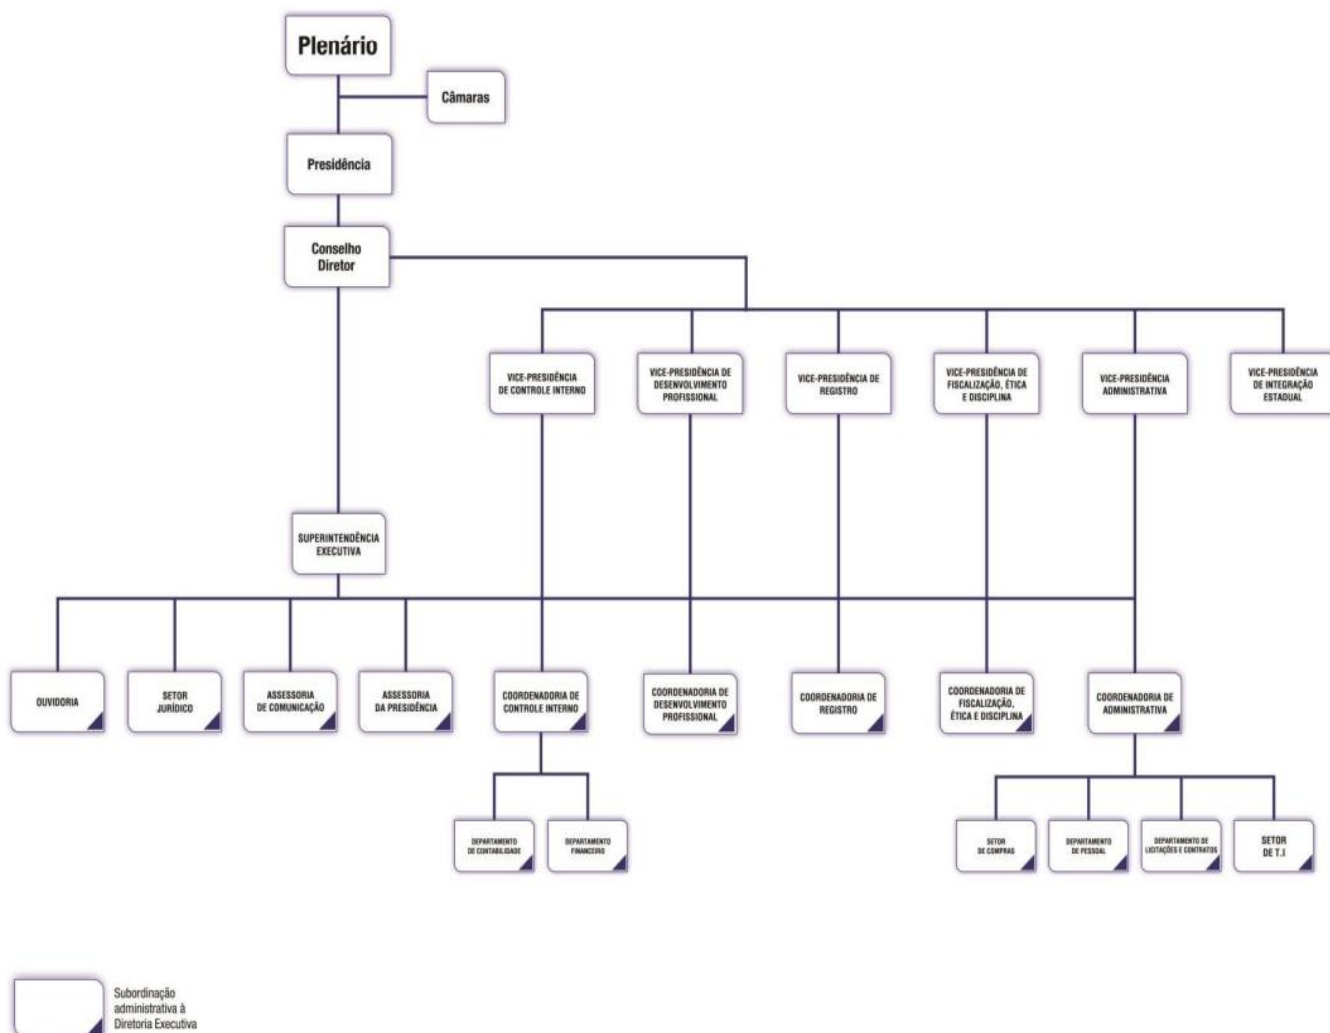 Plenário
Câmaras
Presidência
Conselho
Diretor
VICE-PRESIDÊNCIA
DE CONTROLE INTERNO
VICE-PRESIDÊNCIA DE
DESENVOLVIMENTO
PROFISSIONAL
VICE-PRESIDÊNCIA DE
REGISTRO
VICE-PRESIDÊNCIA DE
FISCALIZAÇÃO, ÉTICA
E DISCIPLINA
VICE-PRESIDÊNCIA
ADMINISTRATIVA
VICE-PRESIDÊNCIA
DE INTEGRAÇÃO
ESTADUAL
SUPERINTENDÊNCIA
EXECUTIVA
OUVIDORIA
SETOR
JURÍDICO
ASSESSORIA
DE COMUNICAÇÃO
ASSESSORIA
DA PRESIDÊNCIA
COORDENADORIA DE
CONTROLE INTERNO
COORDENADORIA DE
DESENVOLVIMENTO
PROFISSIONAL
COORDENADORIA DE
REGISTRO
COORDENADORIA DE
FISCALIZAÇÃO,
ÉTICA E DISCIPLINA
COORDENADORIA DE
ADMINISTRATIVA
DEPARTAMENTO
DE CONTABILIDADE
DEPARTAMENTO
FINANCEIRO
SETOR
DE COMPRAS
DEPARTAMENTO
DE PESSOAL
DEPARTAMENTO DE
LICITAÇÕES E CONTRATOS
SETOR
DE T.I
Subordinação
administrativa à
Diretoria Executiva